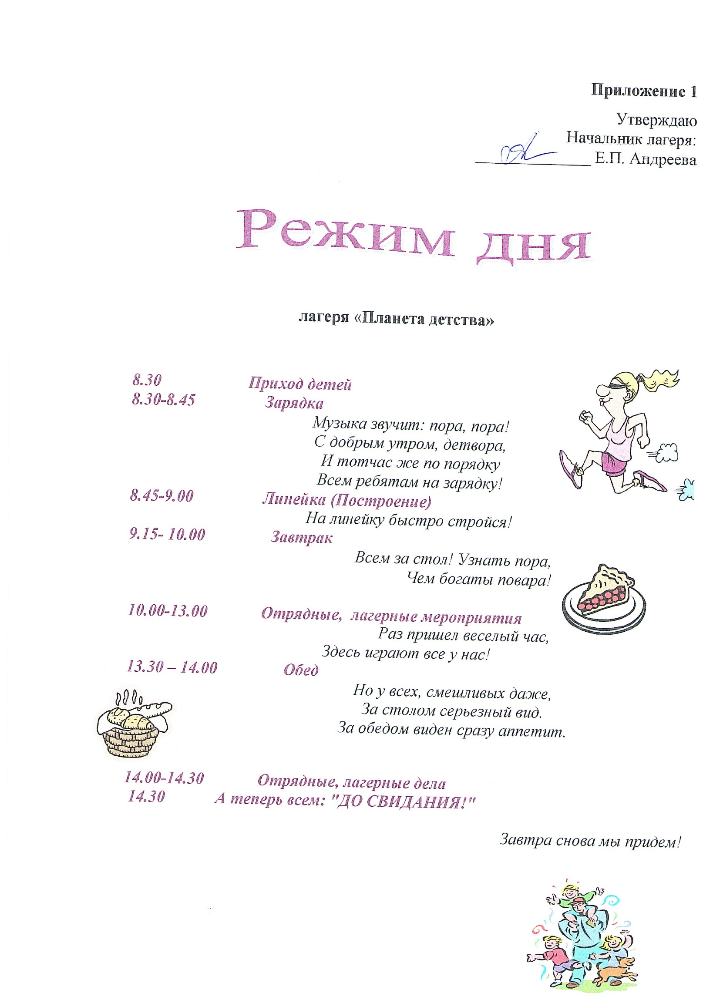 Приложение 1
Утверждаю
Начальник лагеря:
Е.П. Андреева
Режим дня
лагеря «Планета детства»
8.30 Приход детей
8.30-8.45 Зарядка
Музыка звучит: пора, пора!
С добрым утром, детвора,
И тотчас же по порядку
Всем ребятам на зарядку!
8.45-9.00 Линейка (Построение)
На линейку быстро стройся!
9.15- 10.00 Завтрак
Всем за стол! Узнать пора,
Чем богаты повара!
10.00-13.00 Отрядные, лагерные мероприятия
Раз пришел веселый час,
Здесь играют все у нас!
13.30 – 14.00 Обед
Но у всех, смешливых даже,
За столом серьезный вид.
За обедом виден сразу аппетит.
14.00-14.30 Отрядные, лагерные дела
14.30 А теперь всем: "ДО СВИДАНИЯ!"
Завтра снова мы придем!